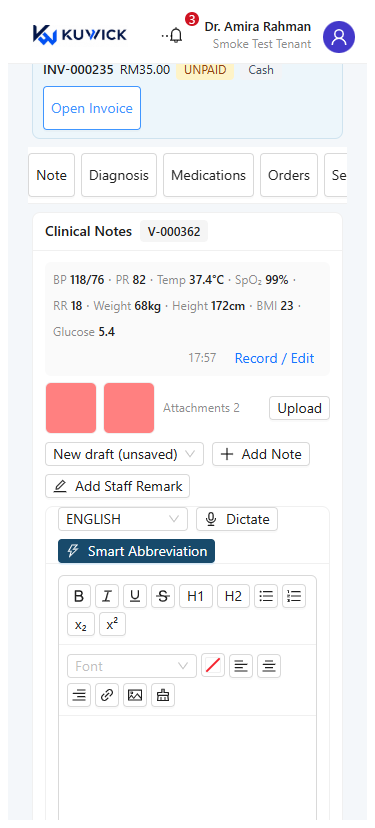 KUWICK
3
Dr. Amira Rahman
Smoke Test Tenant
INV-000235 RM35.00 UNPAID Cash
Open Invoice
Note Diagnosis Medications Orders Se
Clinical Notes V-000362
BP 118/76 · PR 82 · Temp 37.4°C · SpO₂ 99% ·
RR 18 · Weight 68kg · Height 172cm · BMI 23 ·
Glucose 5.4
17:57 Record / Edit
Attachments 2 Upload
New draft (unsaved) Add Note
Add Staff Remark
ENGLISH Dictate
Smart Abbreviation
B I U S H1 H2
x₂ x²
Font